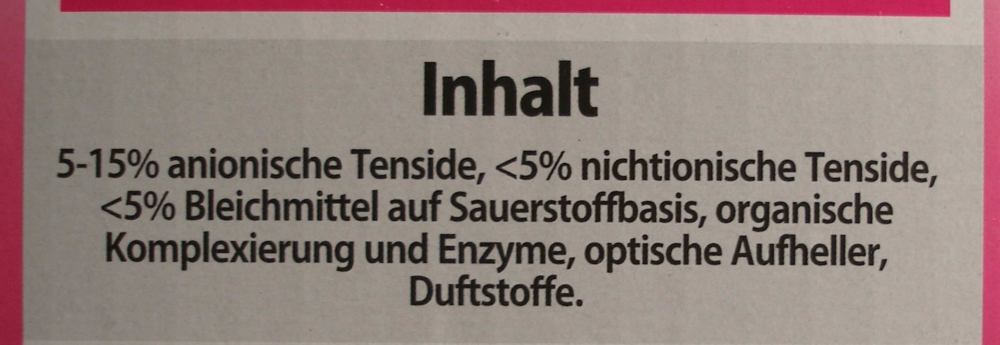 Inhalt
5-15% anionische Tenside, <5% nichtionische Tenside,
<5% Bleichmittel auf Sauerstoffbasis, organische
Komplexierung und Enzyme, optische Aufheller,
Duftstoffe.